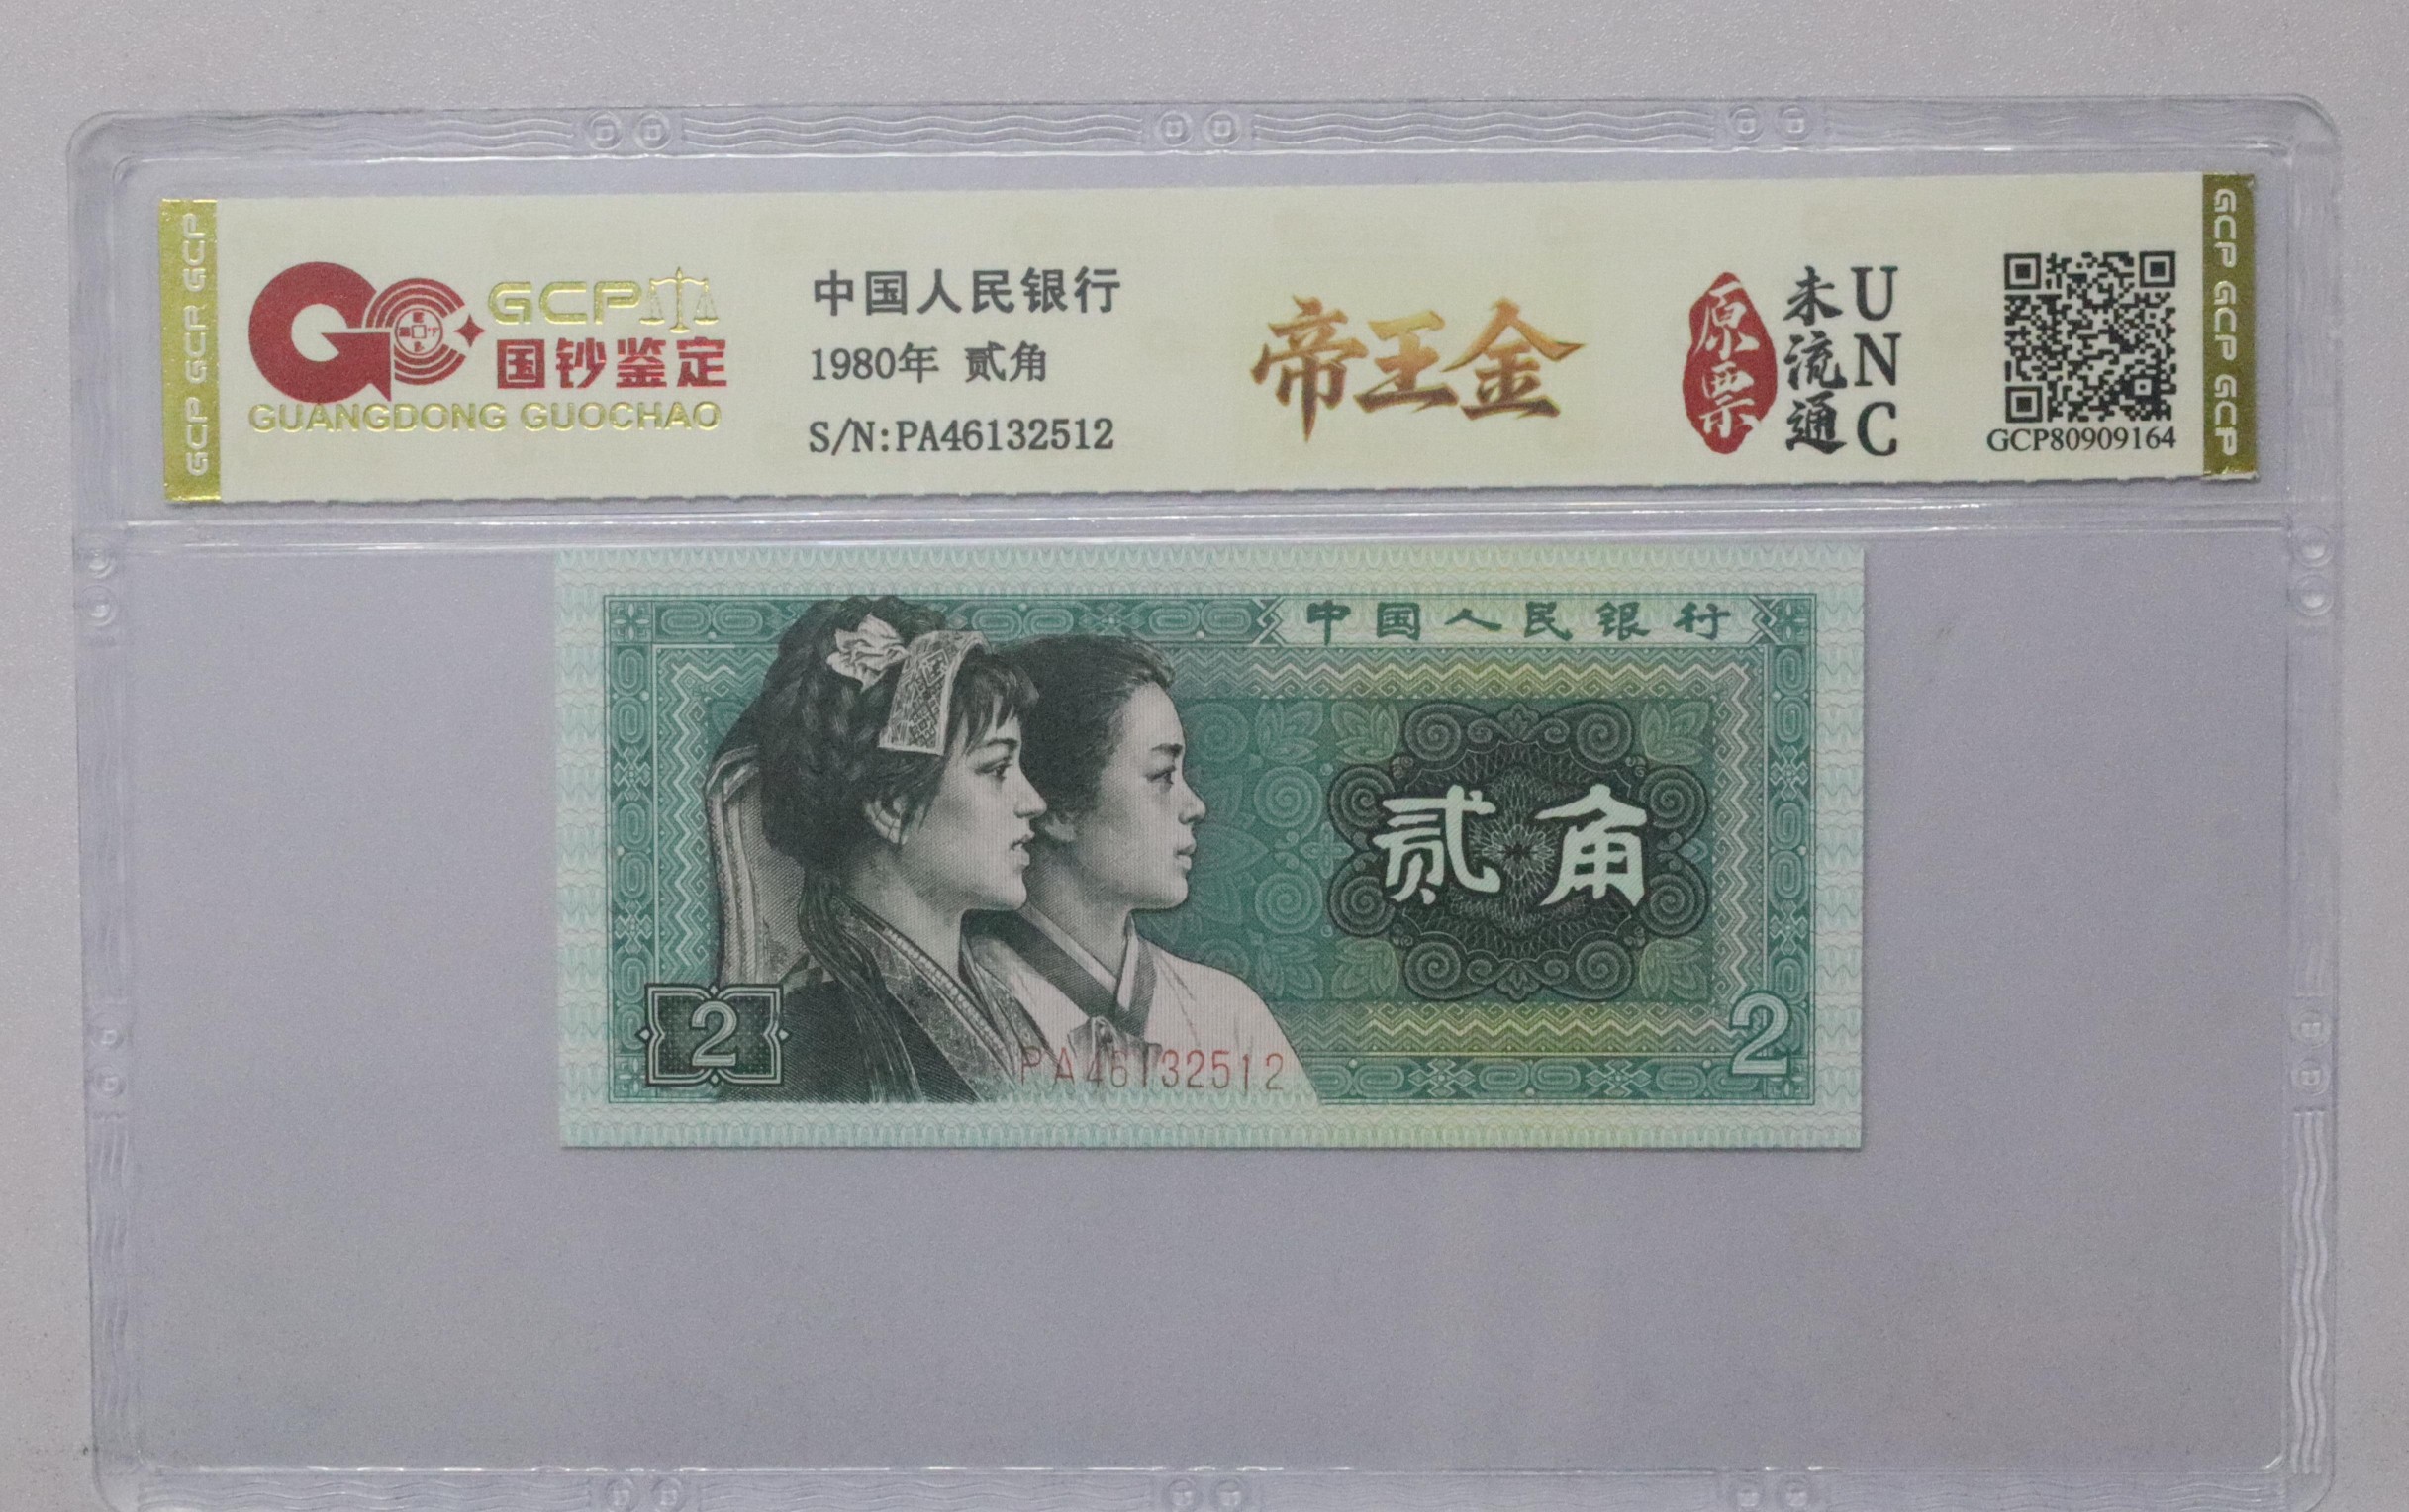 GCP GCP GCP
GCP
国钞鉴定
GUANGDONG GUOCHAO
中国人民银行
1980年 贰角
S/N:PA46132512
帝王金
原票
未流通
UNC
GCP80909164
GCP GCP GCP
中国人民银行
贰角
2
PA46132512
2